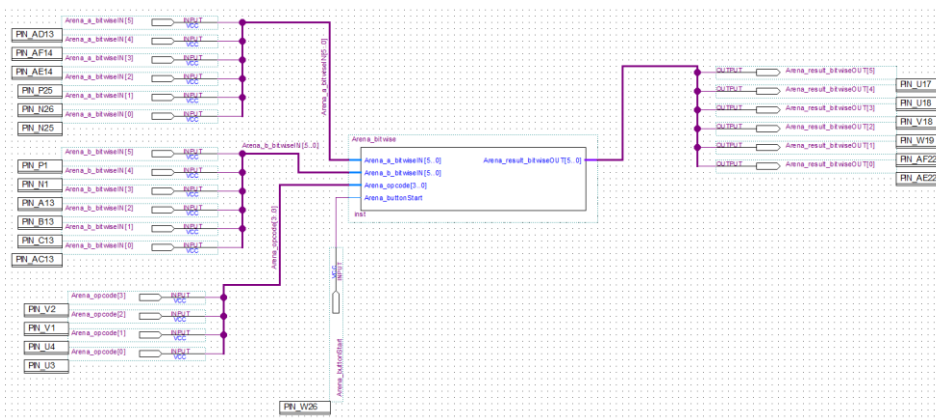 Arena_a_bitwiseIN[5] INPUT VCC
PIN_AD13 Arena_a_bitwiseIN[4] INPUT VCC
PIN_AF14 Arena_a_bitwiseIN[3] INPUT VCC
PIN_AE14 Arena_a_bitwiseIN[2] INPUT VCC
PIN_P25 Arena_a_bitwiseIN[1] INPUT VCC
PIN_N26 Arena_a_bitwiseIN[0] INPUT VCC
PIN_N25
Arena_a_bitwiseIN[5..0]
Arena_b_bitwiseIN[5] INPUT VCC
PIN_P1 Arena_b_bitwiseIN[4] INPUT VCC
PIN_N1 Arena_b_bitwiseIN[3] INPUT VCC
PIN_A13 Arena_b_bitwiseIN[2] INPUT VCC
PIN_B13 Arena_b_bitwiseIN[1] INPUT VCC
PIN_C13 Arena_b_bitwiseIN[0] INPUT VCC
PIN_AC13
Arena_b_bitwiseIN[5..0]
Arena_opcode[3] INPUT VCC
PIN_V2 Arena_opcode[2] INPUT VCC
PIN_V1 Arena_opcode[1] INPUT VCC
PIN_U4 Arena_opcode[0] INPUT VCC
PIN_U3
Arena_opcode[3..0]
Arena_bitwise
Arena_a_bitwiseIN[5..0] Arena_result_bitwiseOUT[5..0]
Arena_b_bitwiseIN[5..0]
Arena_opcode[3..0]
Arena_buttonStart
inst
VCC
INPUT
Arena_buttonStart
PIN_W26
OUTPUT Arena_result_bitwiseOUT[5]
PIN_U17
OUTPUT Arena_result_bitwiseOUT[4]
PIN_U18
OUTPUT Arena_result_bitwiseOUT[3]
PIN_V18
OUTPUT Arena_result_bitwiseOUT[2]
PIN_W19
OUTPUT Arena_result_bitwiseOUT[1]
PIN_AF22
OUTPUT Arena_result_bitwiseOUT[0]
PIN_AE22